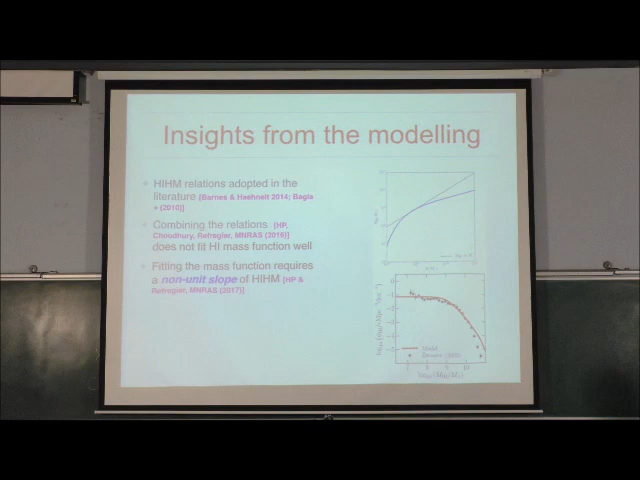 Insights from the modelling
HIHM relations adopted in the
literature [Barnes & Haehnelt 2014; Bagla
+ (2010)]
Combining the relations [HP,
Choudhury, Refregier, MNRAS (2016)]
does not fit HI mass function well
Fitting the mass function requires
a non-unit slope of HIHM [HP &
Refregier, MNRAS (2017)]
Model